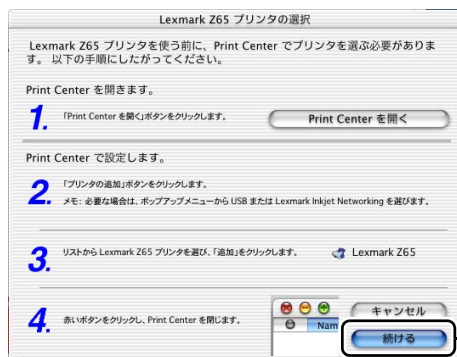 Lexmark Z65 プリンタの選択
Lexmark Z65 プリンタを使う前に、Print Center でプリンタを選ぶ必要がありま
す。 以下の手順にしたがってください。
Print Center を開きます。
1. 「Print Center を開く」ボタンをクリックします。 Print Center を開く
Print Center で設定します。
2. 「プリンタの追加」ボタンをクリックします。
メモ: 必要な場合は、ポップアップメニューから USB または Lexmark Inkjet Networking を選びます。
3. リストから Lexmark Z65 プリンタを選び、「追加」をクリックします。 Lexmark Z65
4. 赤いボタンをクリックし、Print Center を閉じます。
Nam
キャンセル
続ける